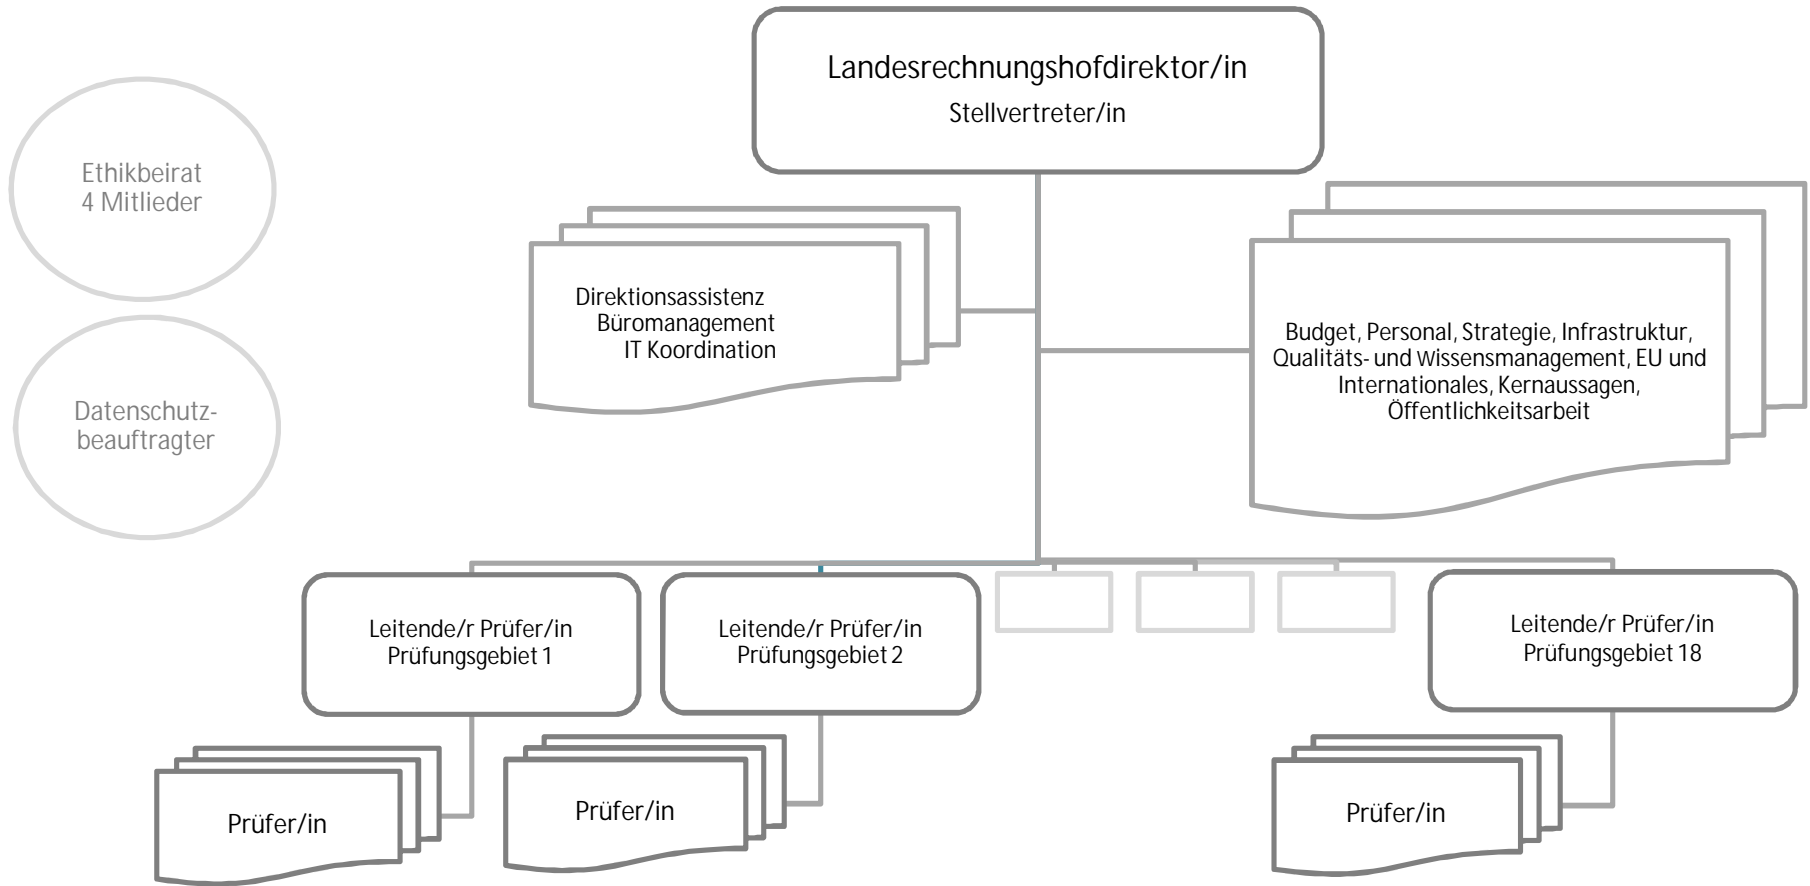 Landesrechnungshofdirektor/in
Stellvertreter/in
Ethikbeirat
4 Mitlieder
Datenschutz-
beauftragter
Direktionsassistenz
Büromanagement
IT Koordination
Budget, Personal, Strategie, Infrastruktur,
Qualitäts- und Wissensmanagement, EU und
Internationales, Kernaussagen,
Öffentlichkeitsarbeit
Leitende/r Prüfer/in
Prüfungsgebiet 1
Leitende/r Prüfer/in
Prüfungsgebiet 2
Leitende/r Prüfer/in
Prüfungsgebiet 18
Prüfer/in
Prüfer/in
Prüfer/in